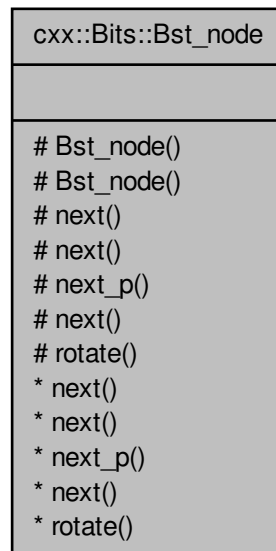 cxx::Bits::Bst_node
# Bst_node()
# Bst_node()
# next()
# next()
# next_p()
# next()
# rotate()
* next()
* next()
* next_p()
* next()
* rotate()